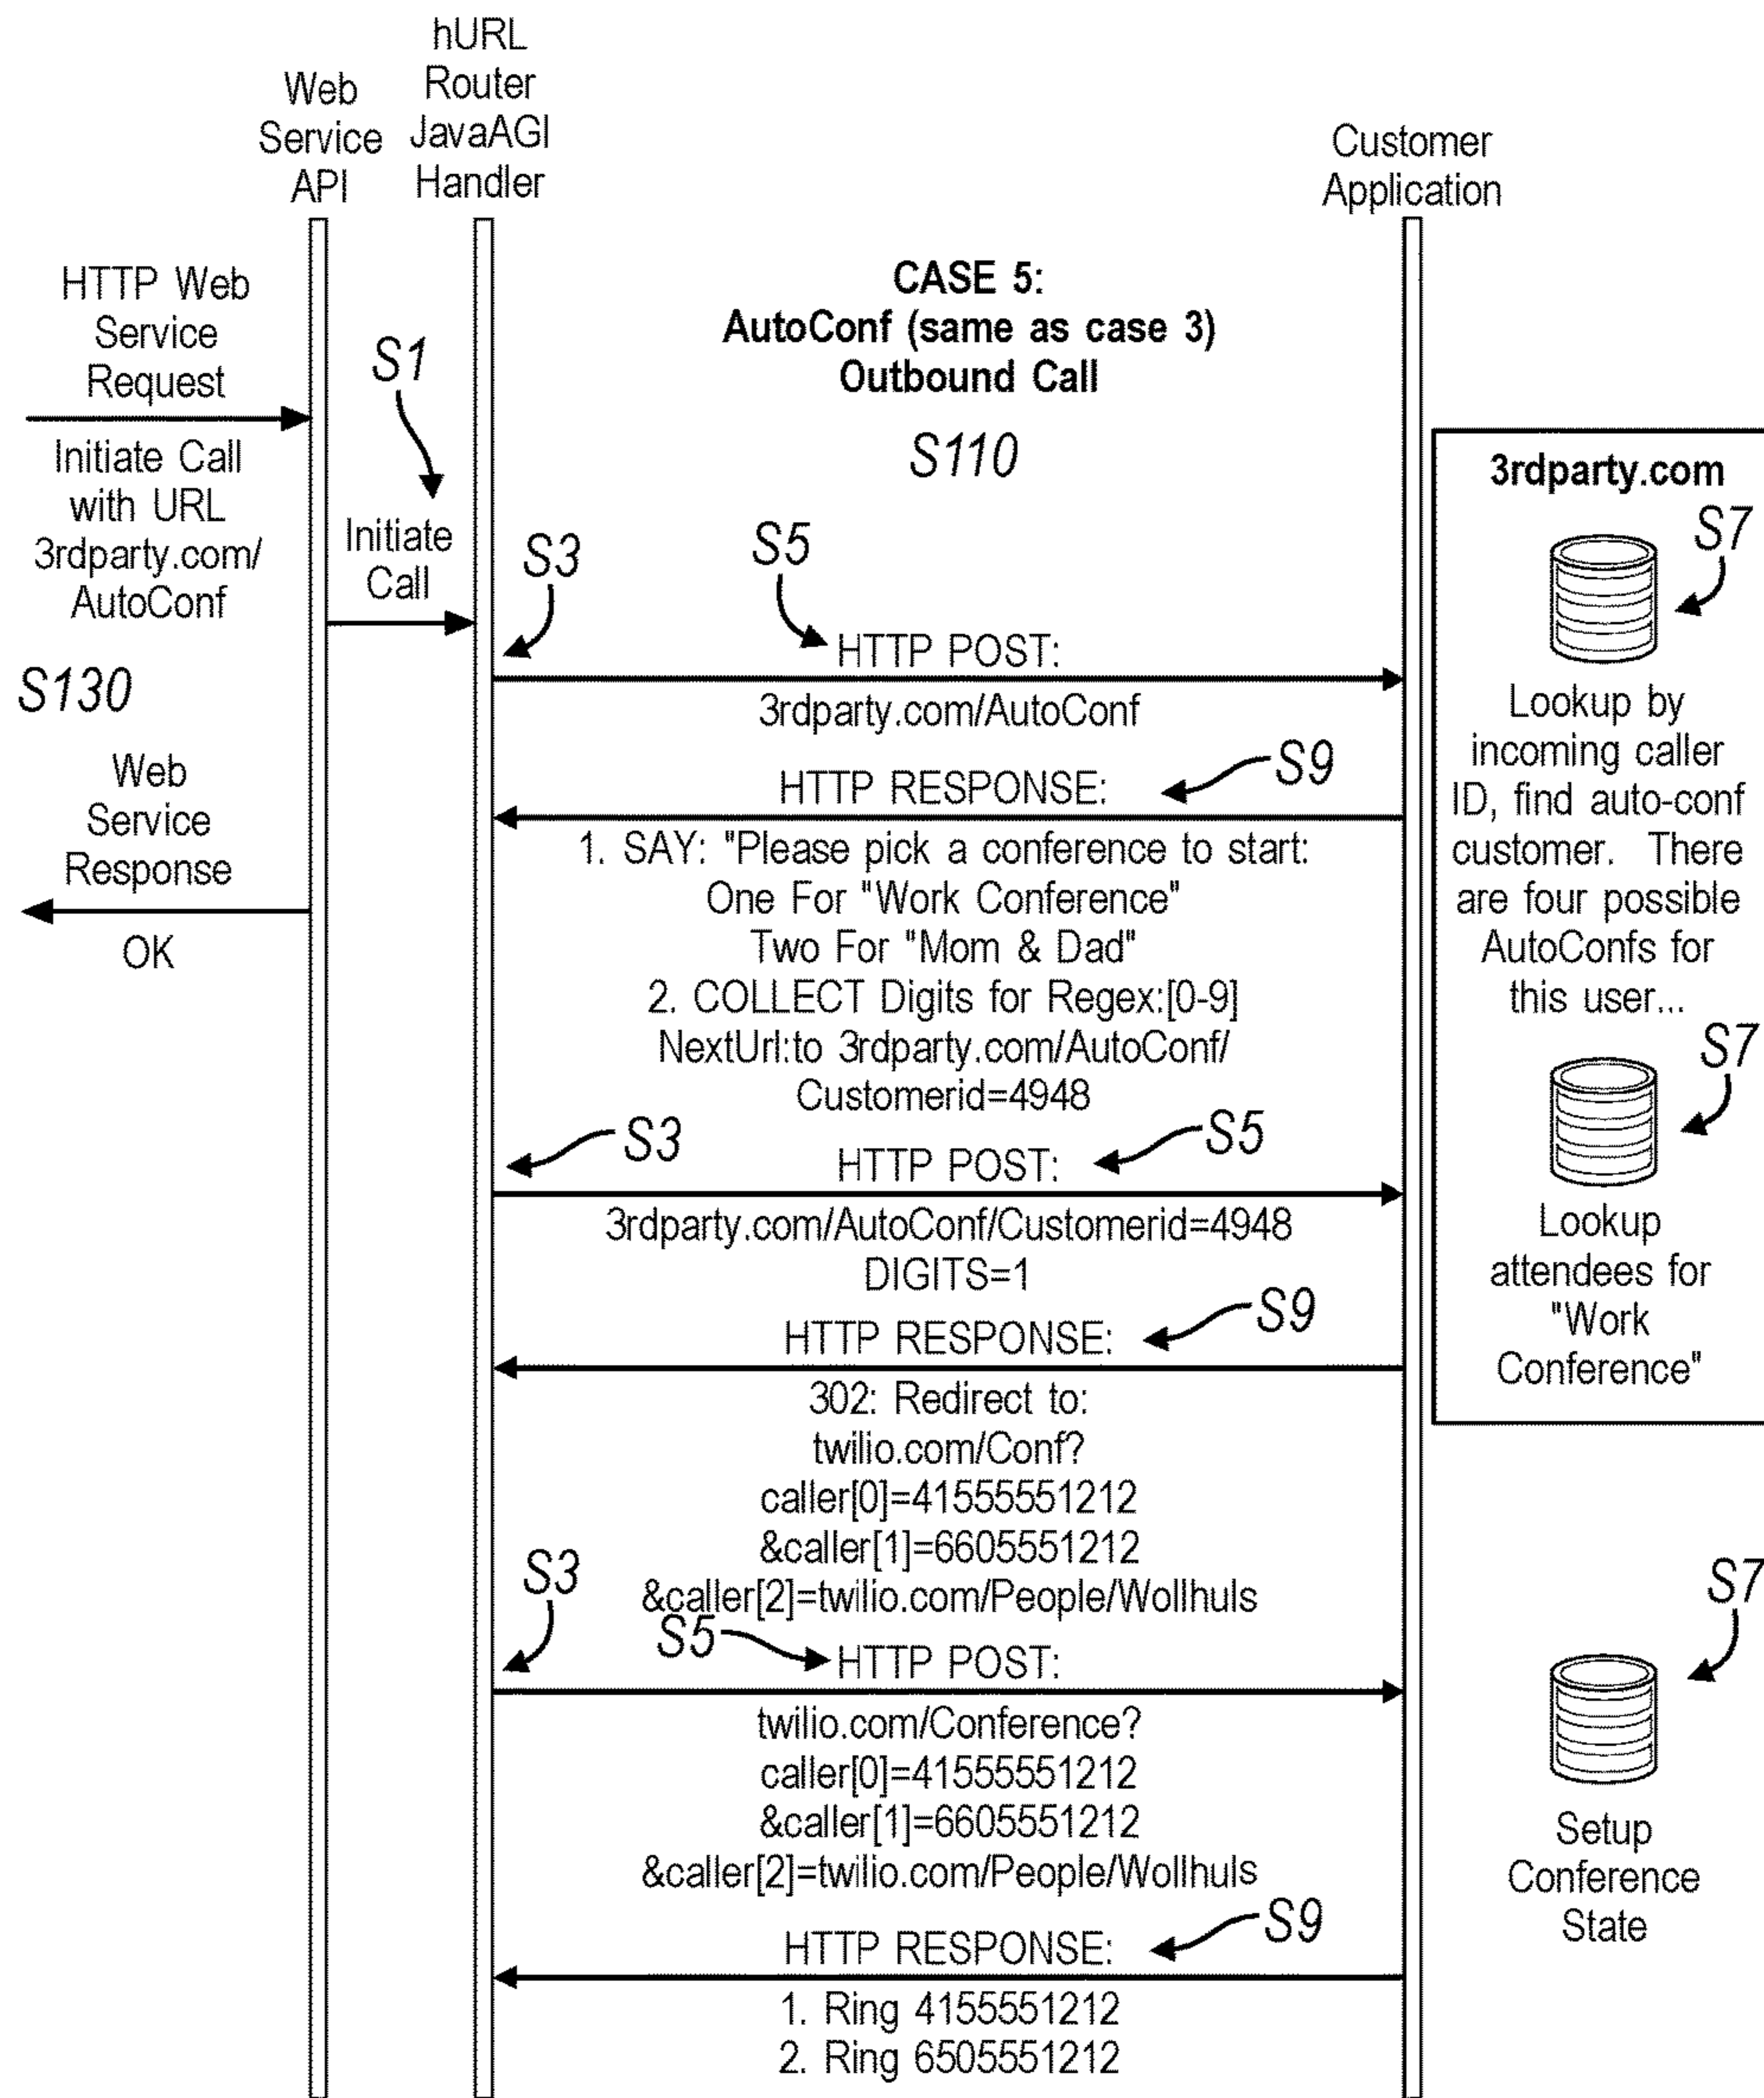 Web
Service
API
hURL
Router
JavaAGI
Handler
Customer
Application
HTTP Web
Service
Request
Initiate Call
with URL
3rdparty.com/
AutoConf
S130
Web
Service
Response
OK
S1
Initiate
Call
CASE 5:
AutoConf (same as case 3)
Outbound Call
S110
S3
S5
HTTP POST:
3rdparty.com/AutoConf
HTTP RESPONSE:
S9
1. SAY: "Please pick a conference to start:
One For "Work Conference"
Two For "Mom & Dad"
2. COLLECT Digits for Regex:[0-9]
NextUrl:to 3rdparty.com/AutoConf/
Customerid=4948
S3
HTTP POST:
S5
3rdparty.com/AutoConf/Customerid=4948
DIGITS=1
HTTP RESPONSE:
S9
302: Redirect to:
twilio.com/Conf?
caller[0]=41555551212
&caller[1]=6605551212
&caller[2]=twilio.com/People/Wollhuls
S3
S5
HTTP POST:
twilio.com/Conference?
caller[0]=41555551212
&caller[1]=6605551212
&caller[2]=twilio.com/People/Wollhuls
HTTP RESPONSE:
S9
1. Ring 4155551212
2. Ring 6505551212
3rdparty.com
S7
Lookup by
incoming caller
ID, find auto-conf
customer. There
are four possible
AutoConfs for
this user...
S7
Lookup
attendees for
"Work
Conference"
S7
Setup
Conference
State